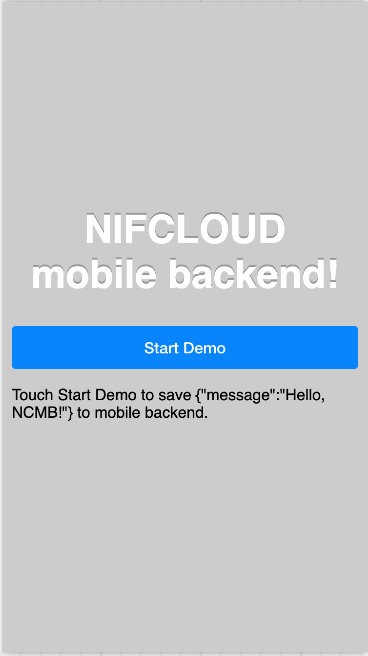 NIFCLOUD
mobile backend!
Start Demo
Touch Start Demo to save {"message":"Hello,
NCMB!"} to mobile backend.